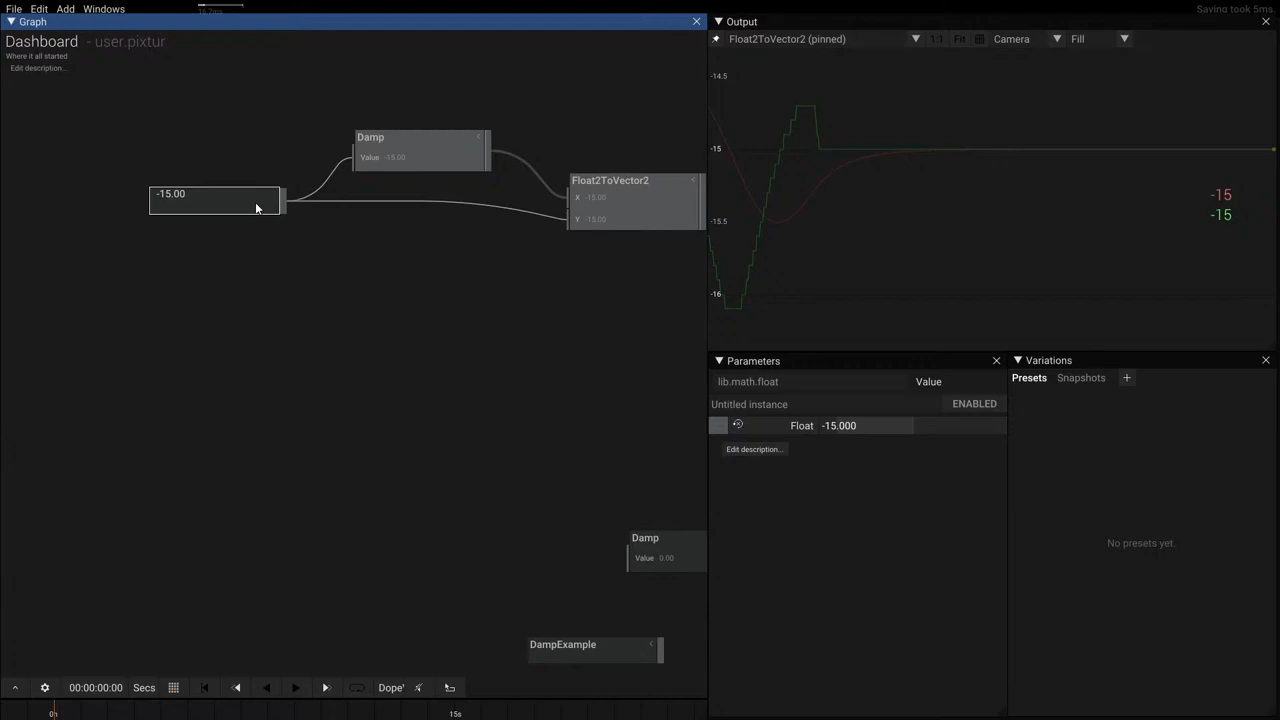 File Edit Add Windows
16.7ms
Saving took 5ms.
Graph
Dashboard - user.pixtur
Where it all started
Edit description...
Damp
Value -15.00
-15.00
Float2ToVector2
X -15.00
Y -15.00
Damp
Value 0.00
DampExample
00:00:00:00 Secs
Dope'
0
15s
Output
Float2ToVector2 (pinned)
1:1 Fit Camera Fill
-14.5
-15
-15.5
-16
-15
-15
Parameters
lib.math.float Value
Untitled instance ENABLED
Float -15.000
Edit description...
Variations
Presets Snapshots +
No presets yet.